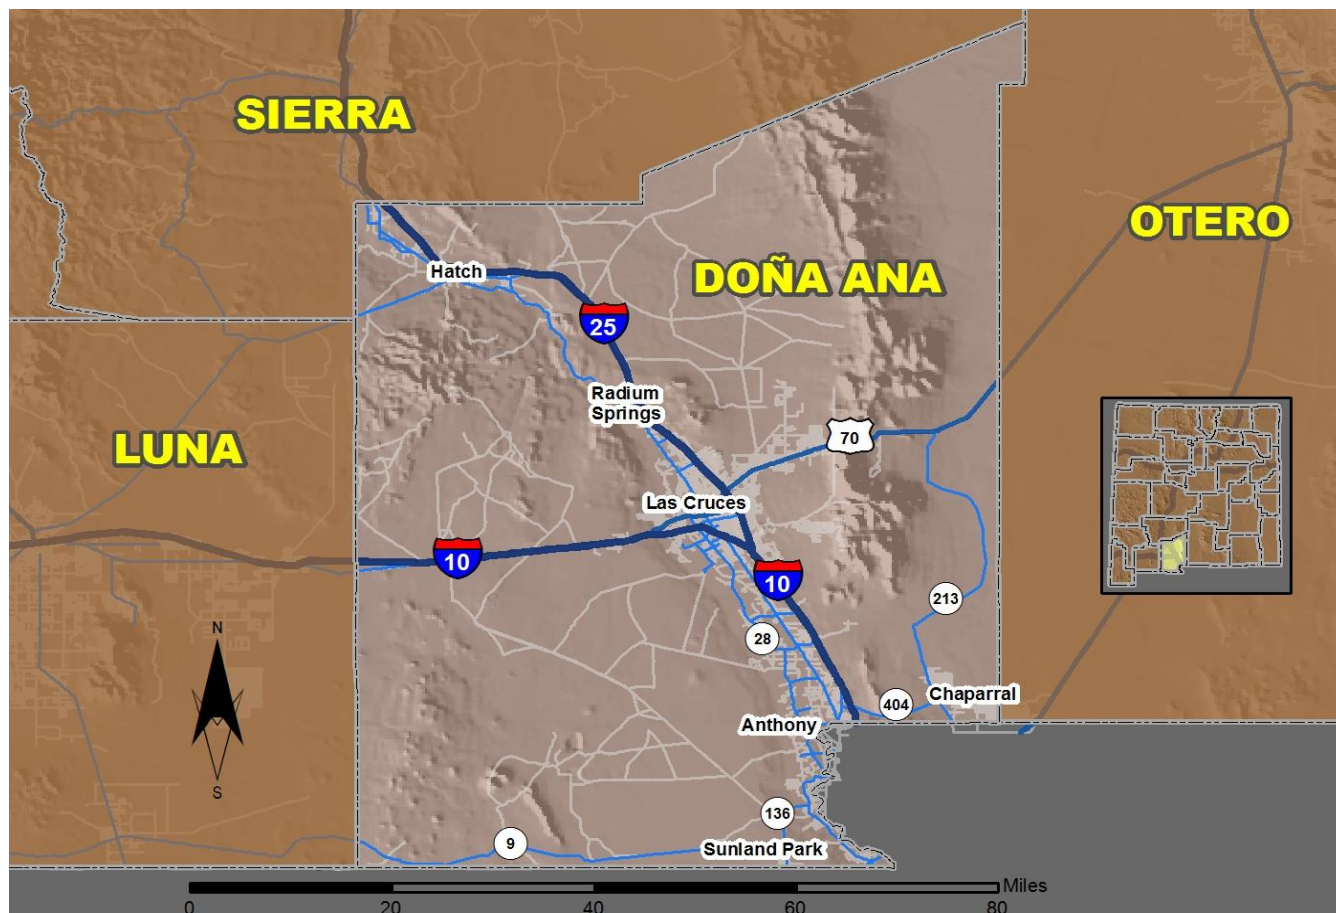 SIERRA
OTERO
DOÑA ANA
Hatch
25
Radium
Springs
LUNA
70
Las Cruces
10
10
213
N
28
Chaparral
404
Anthony
S
136
9
Sunland Park
Miles
0
20
40
60
80